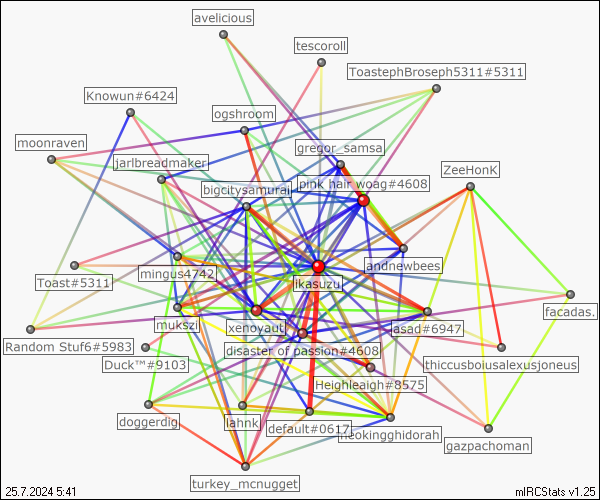 avelicious
tescoroll
ToastephBroseph5311#5311
Knowun#6424
ogshroom
moonraven
gregor_samsa
jarlbreadmaker
ZeeHonK
pink hair woag#4608
bigcitysamurai
andnewbees
Toast#5311
mingus4742
ikasuzu
facadas.
mukszi
xenoyaut
asad#6947
Random Stuf6#5983
disaster of passion#4608
Duck™#9103
thiccusboiusalexusjoneus
Heighleaigh#8575
doggerdig
lahnk
default#0617
neokingghidorah
gazpachoman
turkey_mcnugget
25.7.2024 5:41
mIRCStats v1.25